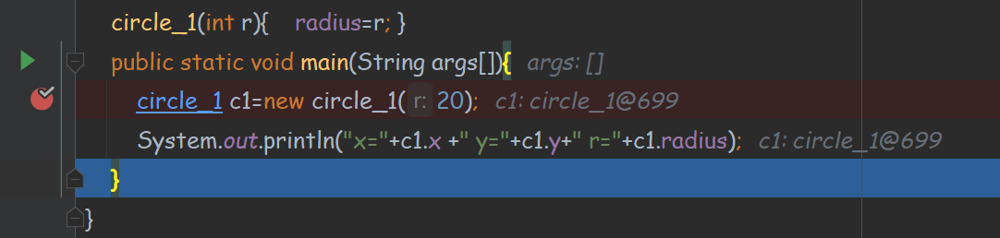 circle_1(int r){ radius=r; }
public static void main(String args[]){ args: []
circle_1 c1=new circle_1( r: 20); c1: circle_1@699
System.out.println("x="+c1.x +" y="+c1.y+" r="+c1.radius); c1: circle_1@699
}
}